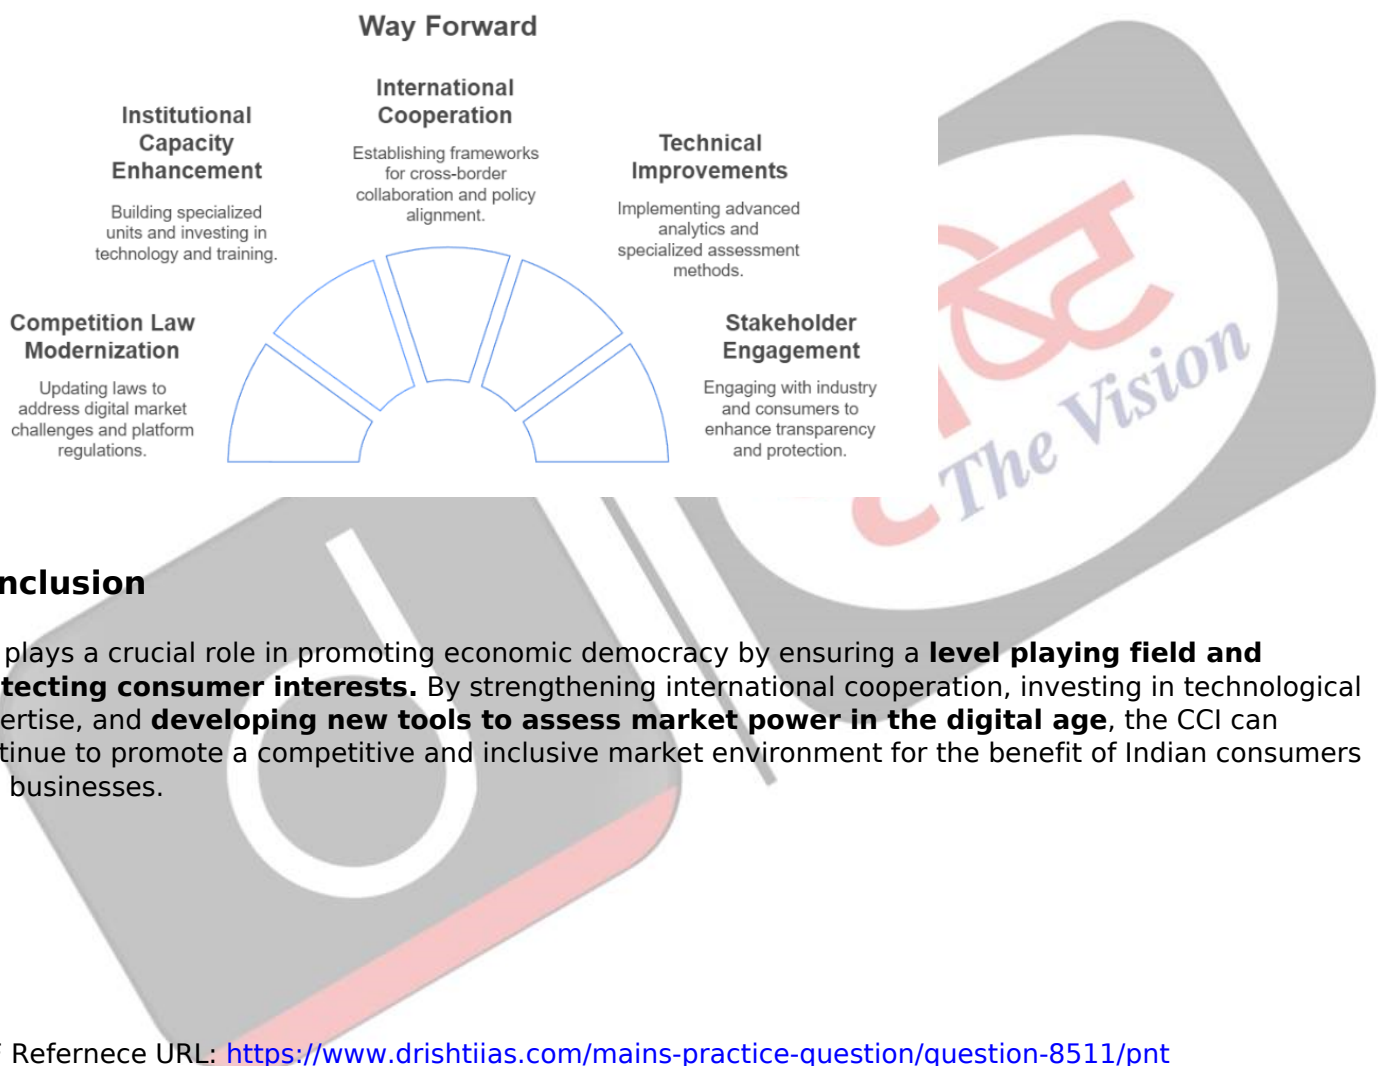 Way Forward
International
Cooperation
Establishing frameworks
for cross-border
collaboration and policy
alignment.
Institutional
Capacity
Enhancement
Building specialized
units and investing in
technology and training.
Technical
Improvements
Implementing advanced
analytics and
specialized assessment
methods.
Competition Law
Modernization
Updating laws to
address digital market
challenges and platform
regulations.
Stakeholder
Engagement
Engaging with industry
and consumers to
enhance transparency
and protection.
The Vision
nclusion
plays a crucial role in promoting economic democracy by ensuring a level playing field and
tecting consumer interests. By strengthening international cooperation, investing in technological
ertise, and developing new tools to assess market power in the digital age, the CCI can
tinue to promote a competitive and inclusive market environment for the benefit of Indian consumers
businesses.
Refernece URL: https://www.drishtiias.com/mains-practice-question/question-8511/pnt